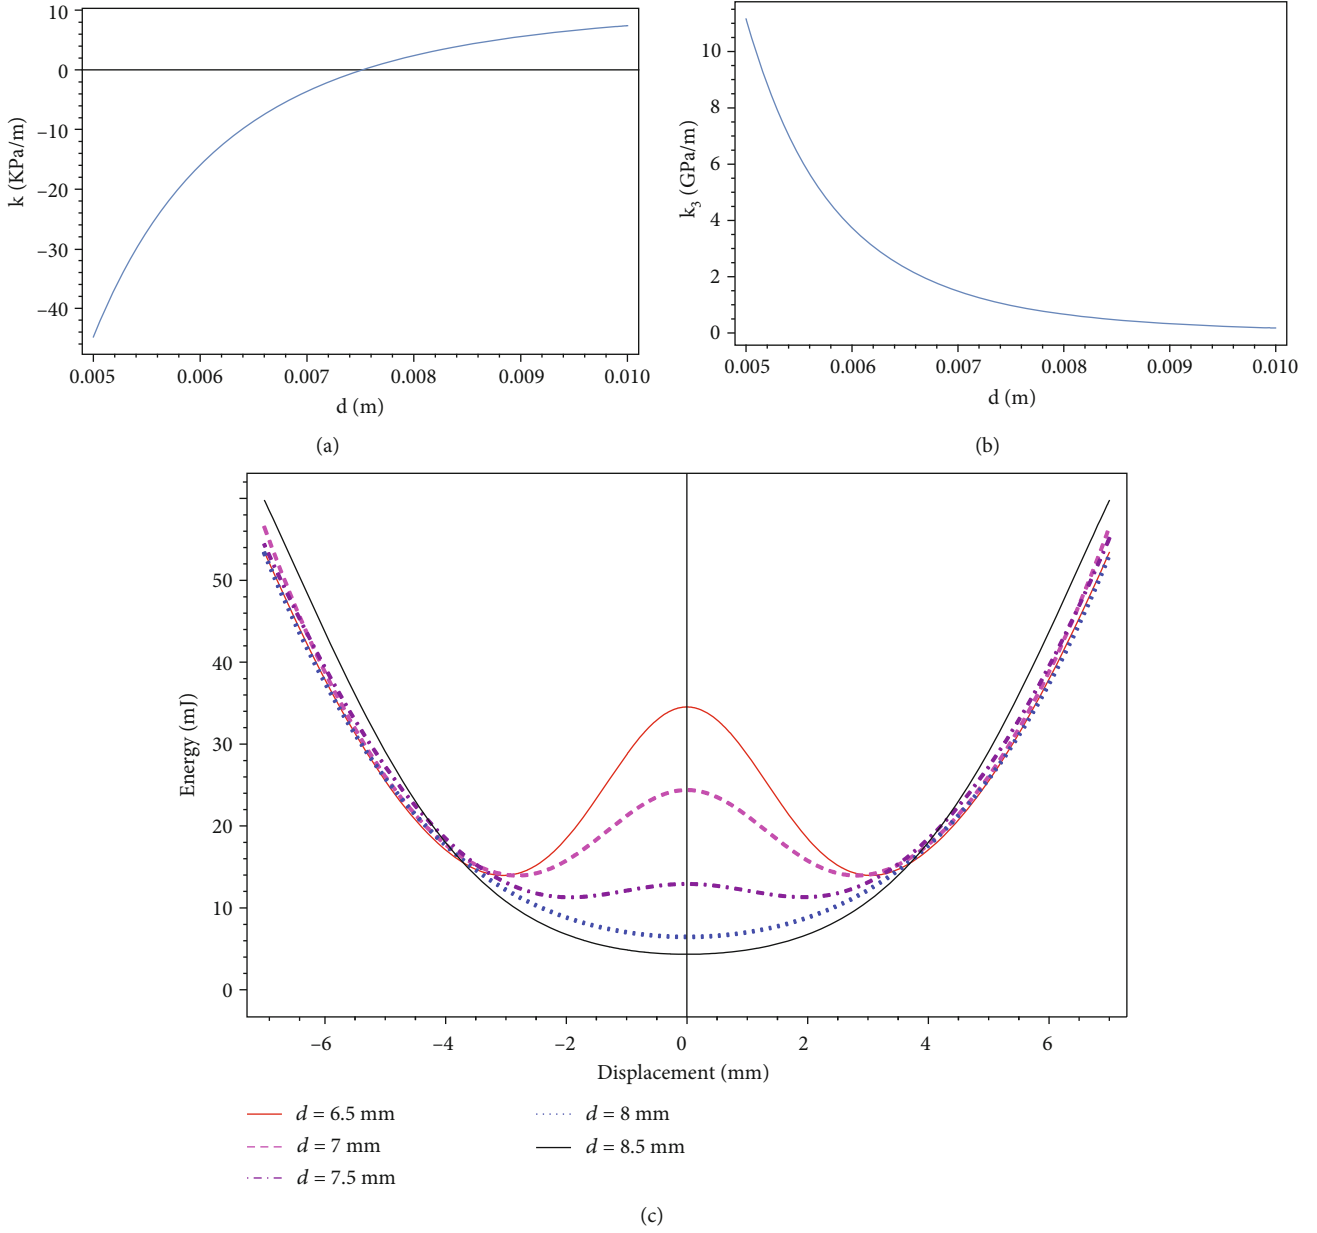 10
0
–10
–20
–30
–40
k (KPa/m)
0.005 0.006 0.007 0.008 0.009 0.010
d (m)
(a)
10
8
6
4
2
0
k3 (GPa/m)
0.005 0.006 0.007 0.008 0.009 0.010
d (m)
(b)
50
40
30
20
10
0
Energy (mJ)
–6 –4 –2 0 2 4 6
Displacement (mm)
d = 6.5 mm
d = 7 mm
d = 7.5 mm
d = 8 mm
d = 8.5 mm
(c)